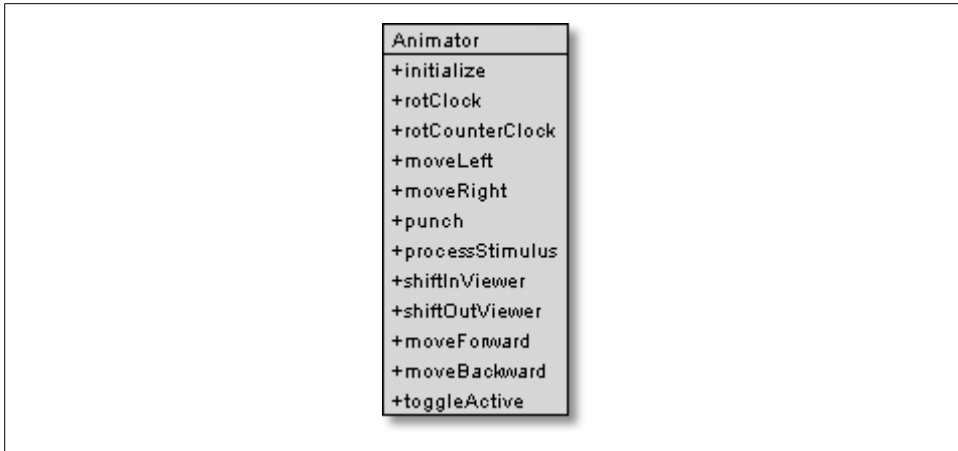 Animator
+initialize
+rotClock
+rotCounterClock
+moveLeft
+moveRight
+punch
+processStimulus
+shiftInViewer
+shiftOutViewer
+moveForward
+moveBackward
+toggleActive